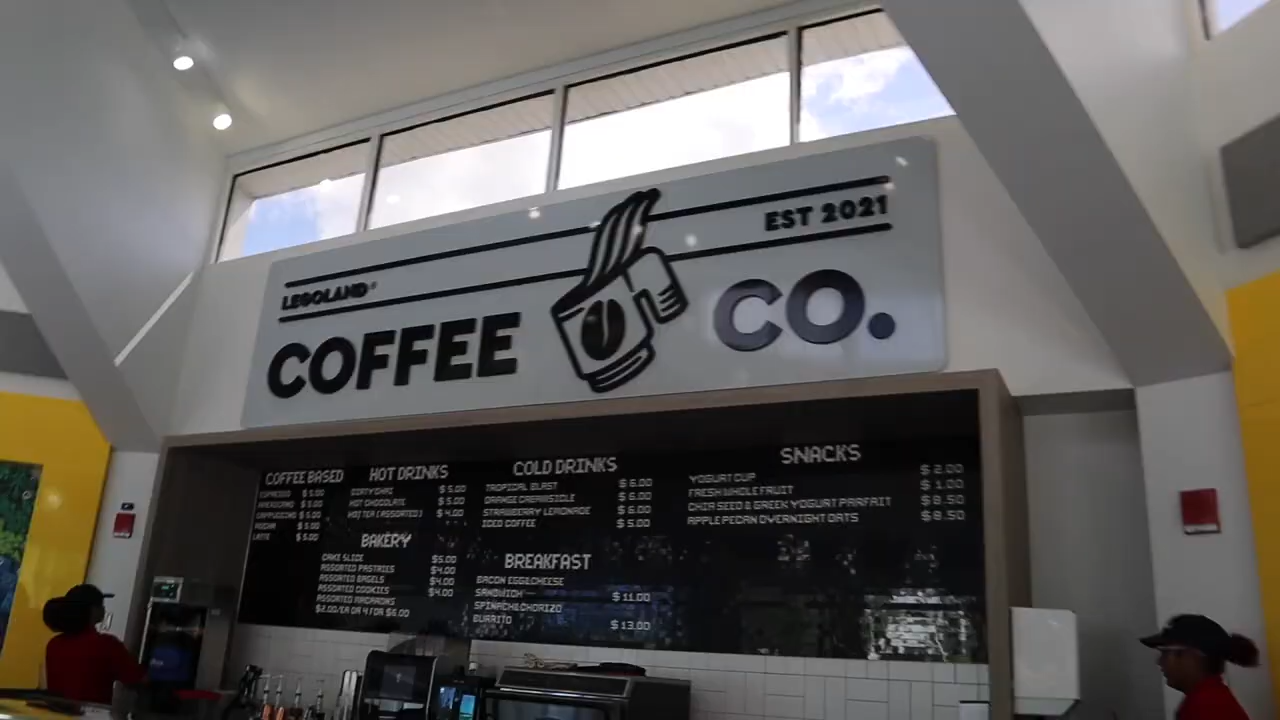 LEGOLAND®
EST 2021
COFFEE CO.
COFFEE BASED
ESPRESSO $5.00
AMERICANO $5.00
CAPPUCCINO $5.00
MOCHA $5.00
LATTE $5.00
HOT DRINKS
DIRTY CHAI $5.00
HOT CHOCOLATE $5.00
HOT TEA (ASSORTED) $4.00
COLD DRINKS
TROPICAL BLAST $6.00
ORANGE CREAMSICLE $6.00
STRAWBERRY LEMONADE $6.00
ICED COFFEE $5.00
SNACKS
YOGURT CUP $2.00
FRESH WHOLE FRUIT $1.00
CHIA SEED & GREEK YOGURT PARFAIT $8.50
APPLE PECAN OVERNIGHT OATS $8.50
BAKERY
CAKE SLICE $5.00
ASSORTED PASTRIES $4.00
ASSORTED BAGELS $4.00
ASSORTED COOKIES $4.00
ASSORTED MACARONS
$2.00/EA OR 4 FOR $6.00
BREAKFAST
BACON EGG&CHEESE
SANDWICH $11.00
SPINACH&CHORIZO
BURRITO $13.00